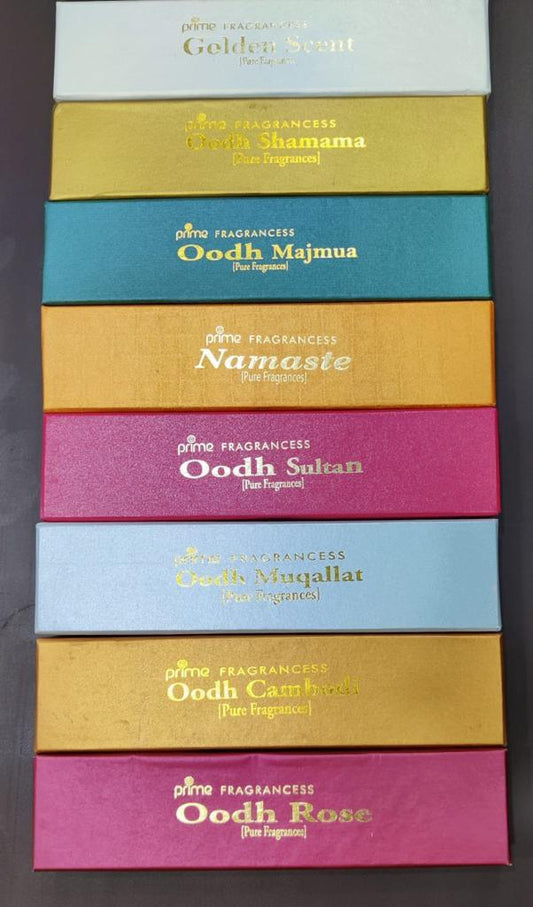 prime FRAGRANCESS
Golden Scent
[Pure Fragrances]
prime FRAGRANCESS
Oodh Shamama
[Pure Fragrances]
prime FRAGRANCESS
Oodh Majmua
[Pure Fragrances]
prime FRAGRANCESS
Namaste
[Pure Fragrances]
prime FRAGRANCESS
Oodh Sultan
[Pure Fragrances]
prime FRAGRANCESS
Oodh Muqallat
[Pure Fragrances]
prime FRAGRANCESS
Oodh Cambodi
[Pure Fragrances]
prime FRAGRANCESS
Oodh Rose
[Pure Fragrances]